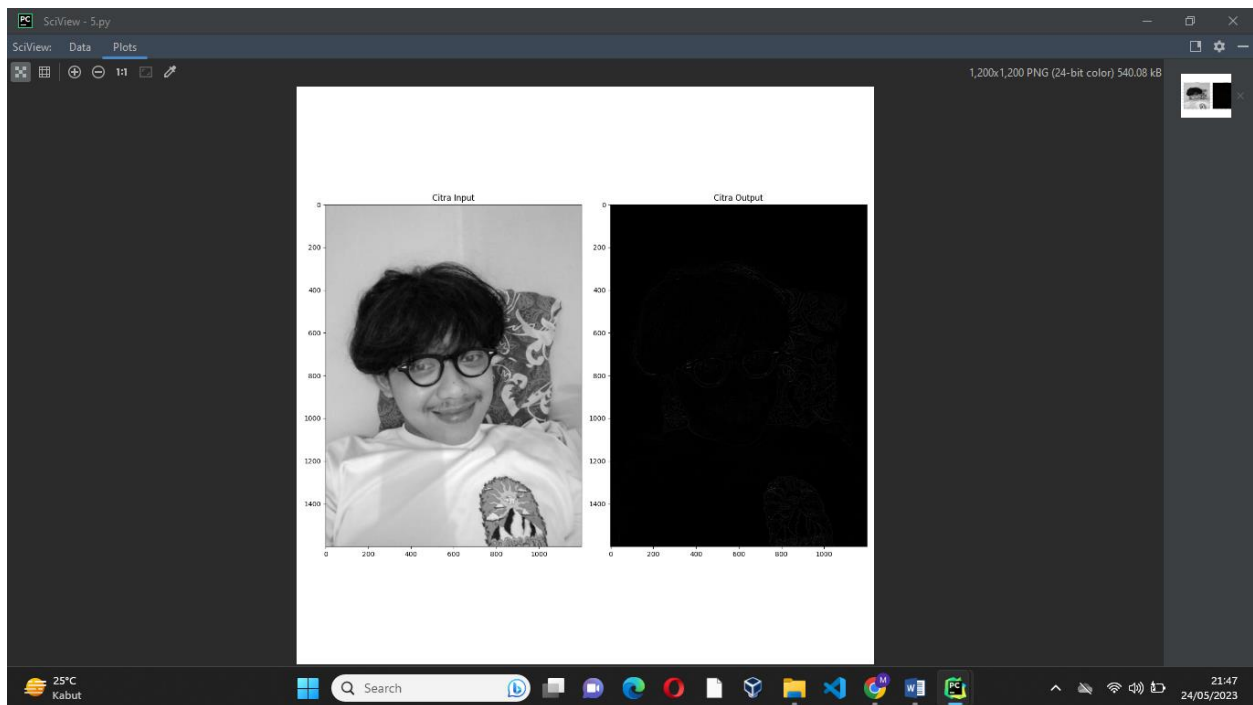 PC SciView - 5.py
SciView: Data Plots
1:1
1,200x1,200 PNG (24-bit color) 540.08 kB
Citra Input
0
200
400
600
800
1000
1200
1400
0 200 400 600 800 1000
Citra Output
0
200
400
600
800
1000
1200
1400
0 200 400 600 800 1000
25°C
Kabut
Search
M
W
PC
21:47
24/05/2023